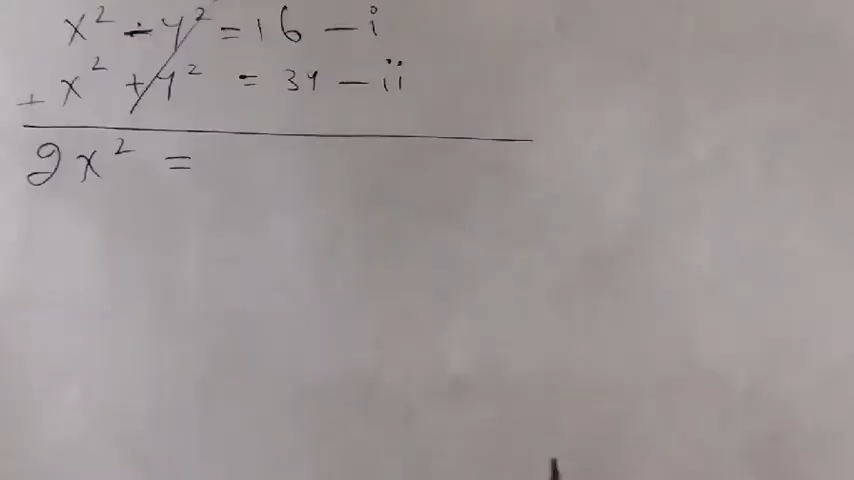 x² - y² = 16 — i
+ x² + y² = 34 — ii
2x² =